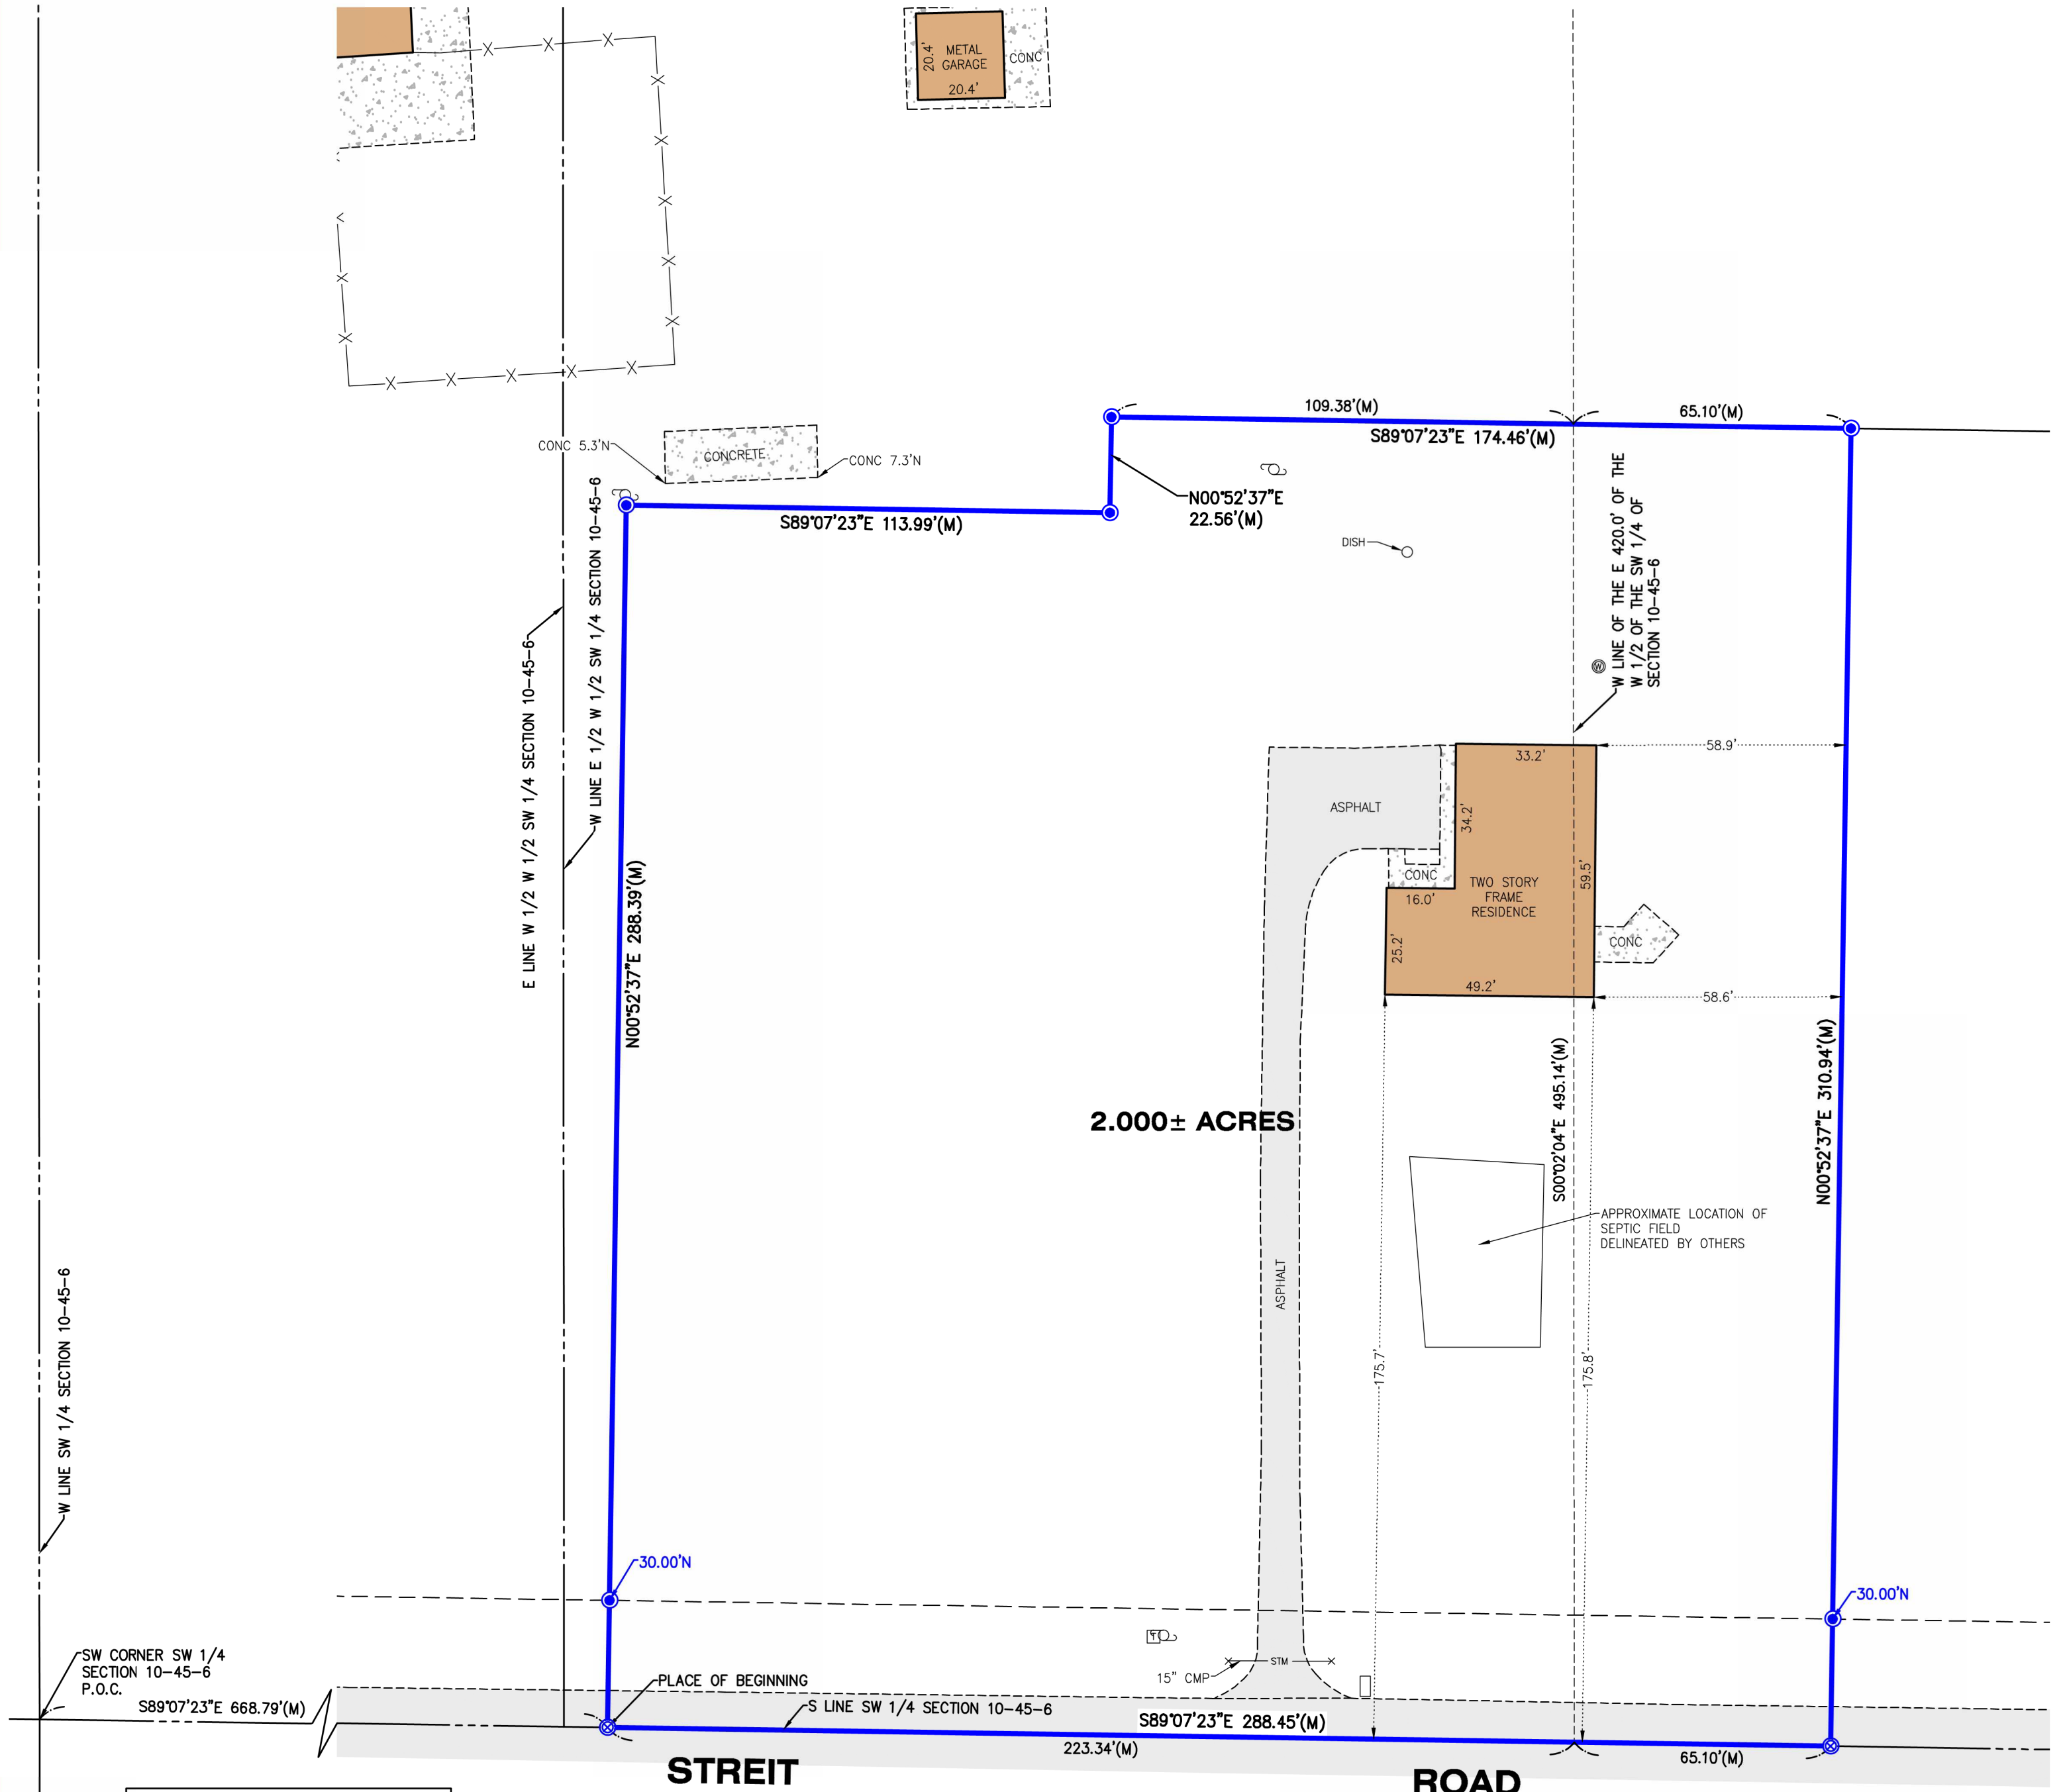 20.4'
METAL
GARAGE
20.4'
CONC
109.38'(M)
65.10'(M)
S89°07'23"E 174.46'(M)
CONC 5.3'N
CONCRETE
CONC 7.3'N
N00°52'37"E
22.56'(M)
S89°07'23"E 113.99'(M)
DISH
W LINE OF THE E 420.0' OF THE
W 1/2 OF THE SW 1/4 OF
SECTION 10-45-6
W
E LINE W 1/2 W 1/2 SW 1/4 SECTION 10-45-6
W LINE E 1/2 W 1/2 SW 1/4 SECTION 10-45-6
N00°52'37"E 288.39'(M)
33.2'
58.9'
ASPHALT
34.2'
59.5'
CONC
TWO STORY
FRAME
RESIDENCE
16.0'
25.2'
CONC
49.2'
58.6'
2.000± ACRES
S00°02'04"E 495.14'(M)
N00°52'37"E 310.94'(M)
APPROXIMATE LOCATION OF
SEPTIC FIELD
DELINEATED BY OTHERS
ASPHALT
175.7'
175.8'
W LINE SW 1/4 SECTION 10-45-6
30.00'N
30.00'N
SW CORNER SW 1/4
SECTION 10-45-6
P.O.C.
S89°07'23"E 668.79'(M)
PLACE OF BEGINNING
T
STM
15" CMP
S LINE SW 1/4 SECTION 10-45-6
S89°07'23"E 288.45'(M)
223.34'(M)
65.10'(M)
STREIT ROAD